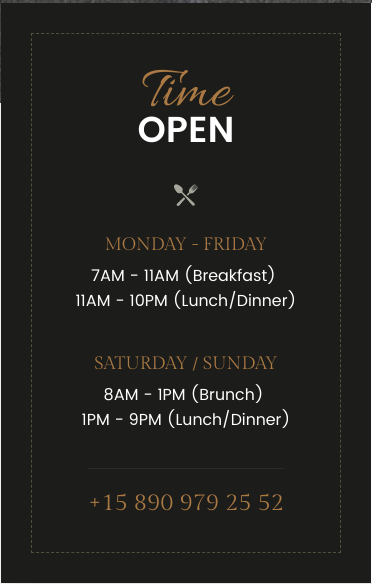 Time
OPEN
MONDAY - FRIDAY
7AM - 11AM (Breakfast)
11AM - 10PM (Lunch/Dinner)
SATURDAY / SUNDAY
8AM - 1PM (Brunch)
1PM - 9PM (Lunch/Dinner)
+15 890 979 25 52